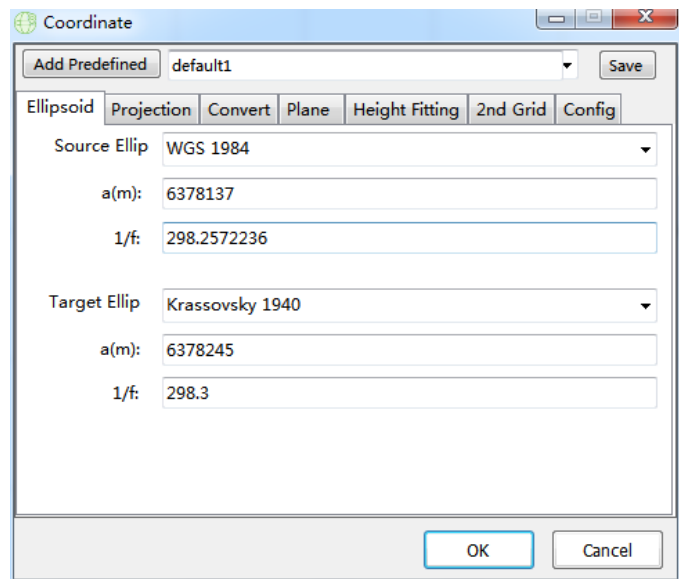 Coordinate
Add Predefined default1 Save
Ellipsoid Projection Convert Plane Height Fitting 2nd Grid Config
Source Ellip WGS 1984
a(m): 6378137
1/f: 298.2572236
Target Ellip Krassovsky 1940
a(m): 6378245
1/f: 298.3
OK Cancel